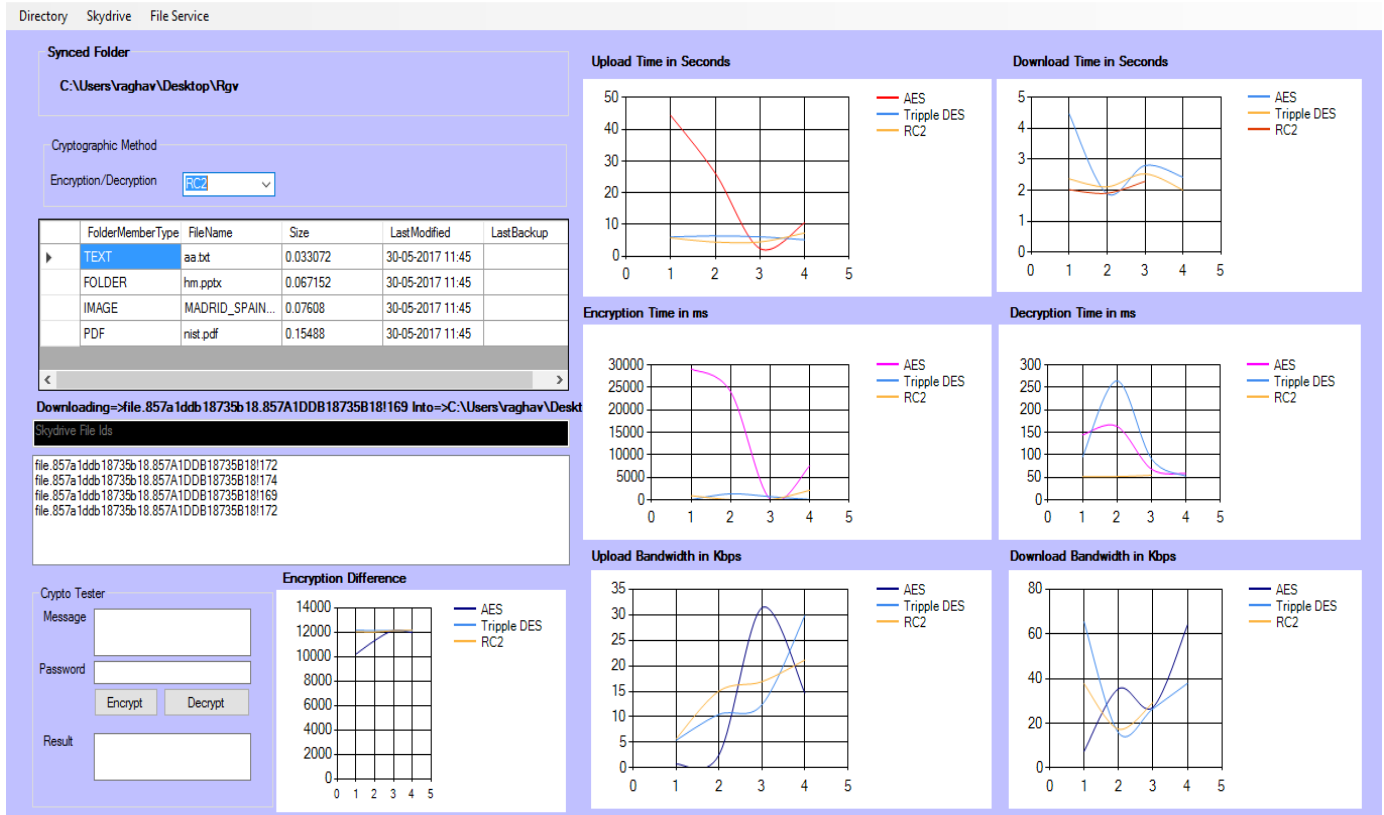 Directory Skydrive File Service
Synced Folder
C:\Users\raghav\Desktop\Rgv
Cryptographic Method
Encryption/Decryption RC2
FolderMemberType FileName Size LastModified LastBackup
TEXT aa.txt 0.033072 30-05-2017 11:45
FOLDER hm.pptx 0.067152 30-05-2017 11:45
IMAGE MADRID_SPAIN... 0.07608 30-05-2017 11:45
PDF nist.pdf 0.15488 30-05-2017 11:45
Downloading=>file.857a1ddb18735b18.857A1DDB18735B18!169 Into=>C:\Users\raghav\Deskt
Skydrive File Ids
file.857a1ddb18735b18.857A1DDB18735B18!172
file.857a1ddb18735b18.857A1DDB18735B18!174
file.857a1ddb18735b18.857A1DDB18735B18!169
file.857a1ddb18735b18.857A1DDB18735B18!172
Crypto Tester
Message
Password
Encrypt Decrypt
Result
Encryption Difference
14000
12000
10000
8000
6000
4000
2000
0
0 1 2 3 4 5
AES
Tripple DES
RC2
Upload Time in Seconds
50
40
30
20
10
0
0 1 2 3 4 5
AES
Tripple DES
RC2
Download Time in Seconds
5
4
3
2
1
0
0 1 2 3 4 5
AES
Tripple DES
RC2
Encryption Time in ms
30000
25000
20000
15000
10000
5000
0
0 1 2 3 4 5
AES
Tripple DES
RC2
Decryption Time in ms
300
250
200
150
100
50
0
0 1 2 3 4 5
AES
Tripple DES
RC2
Upload Bandwidth in Kbps
35
30
25
20
15
10
5
0
0 1 2 3 4 5
AES
Tripple DES
RC2
Download Bandwidth in Kbps
80
60
40
20
0
0 1 2 3 4 5
AES
Tripple DES
RC2